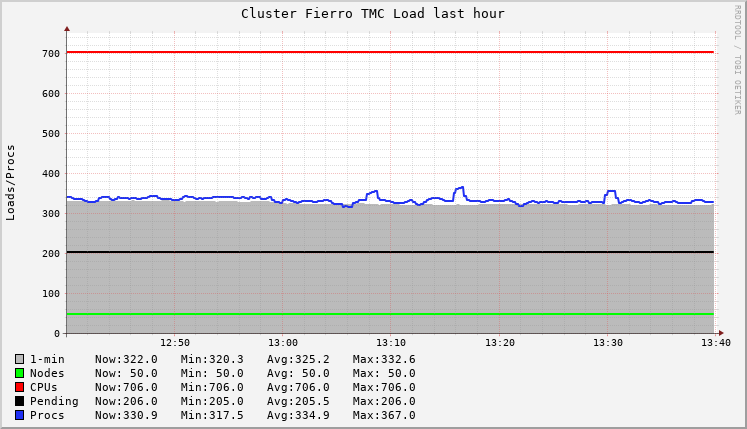 Cluster Fierro TMC Load last hour
RRDTOOL / TOBI OETIKER
Loads/Procs
700
600
500
400
300
200
100
0
12:50 13:00 13:10 13:20 13:30 13:40
1-min Now:322.0 Min:320.3 Avg:325.2 Max:332.6
Nodes Now: 50.0 Min: 50.0 Avg: 50.0 Max: 50.0
CPUs Now:706.0 Min:706.0 Avg:706.0 Max:706.0
Pending Now:206.0 Min:205.0 Avg:205.5 Max:206.0
Procs Now:330.9 Min:317.5 Avg:334.9 Max:367.0